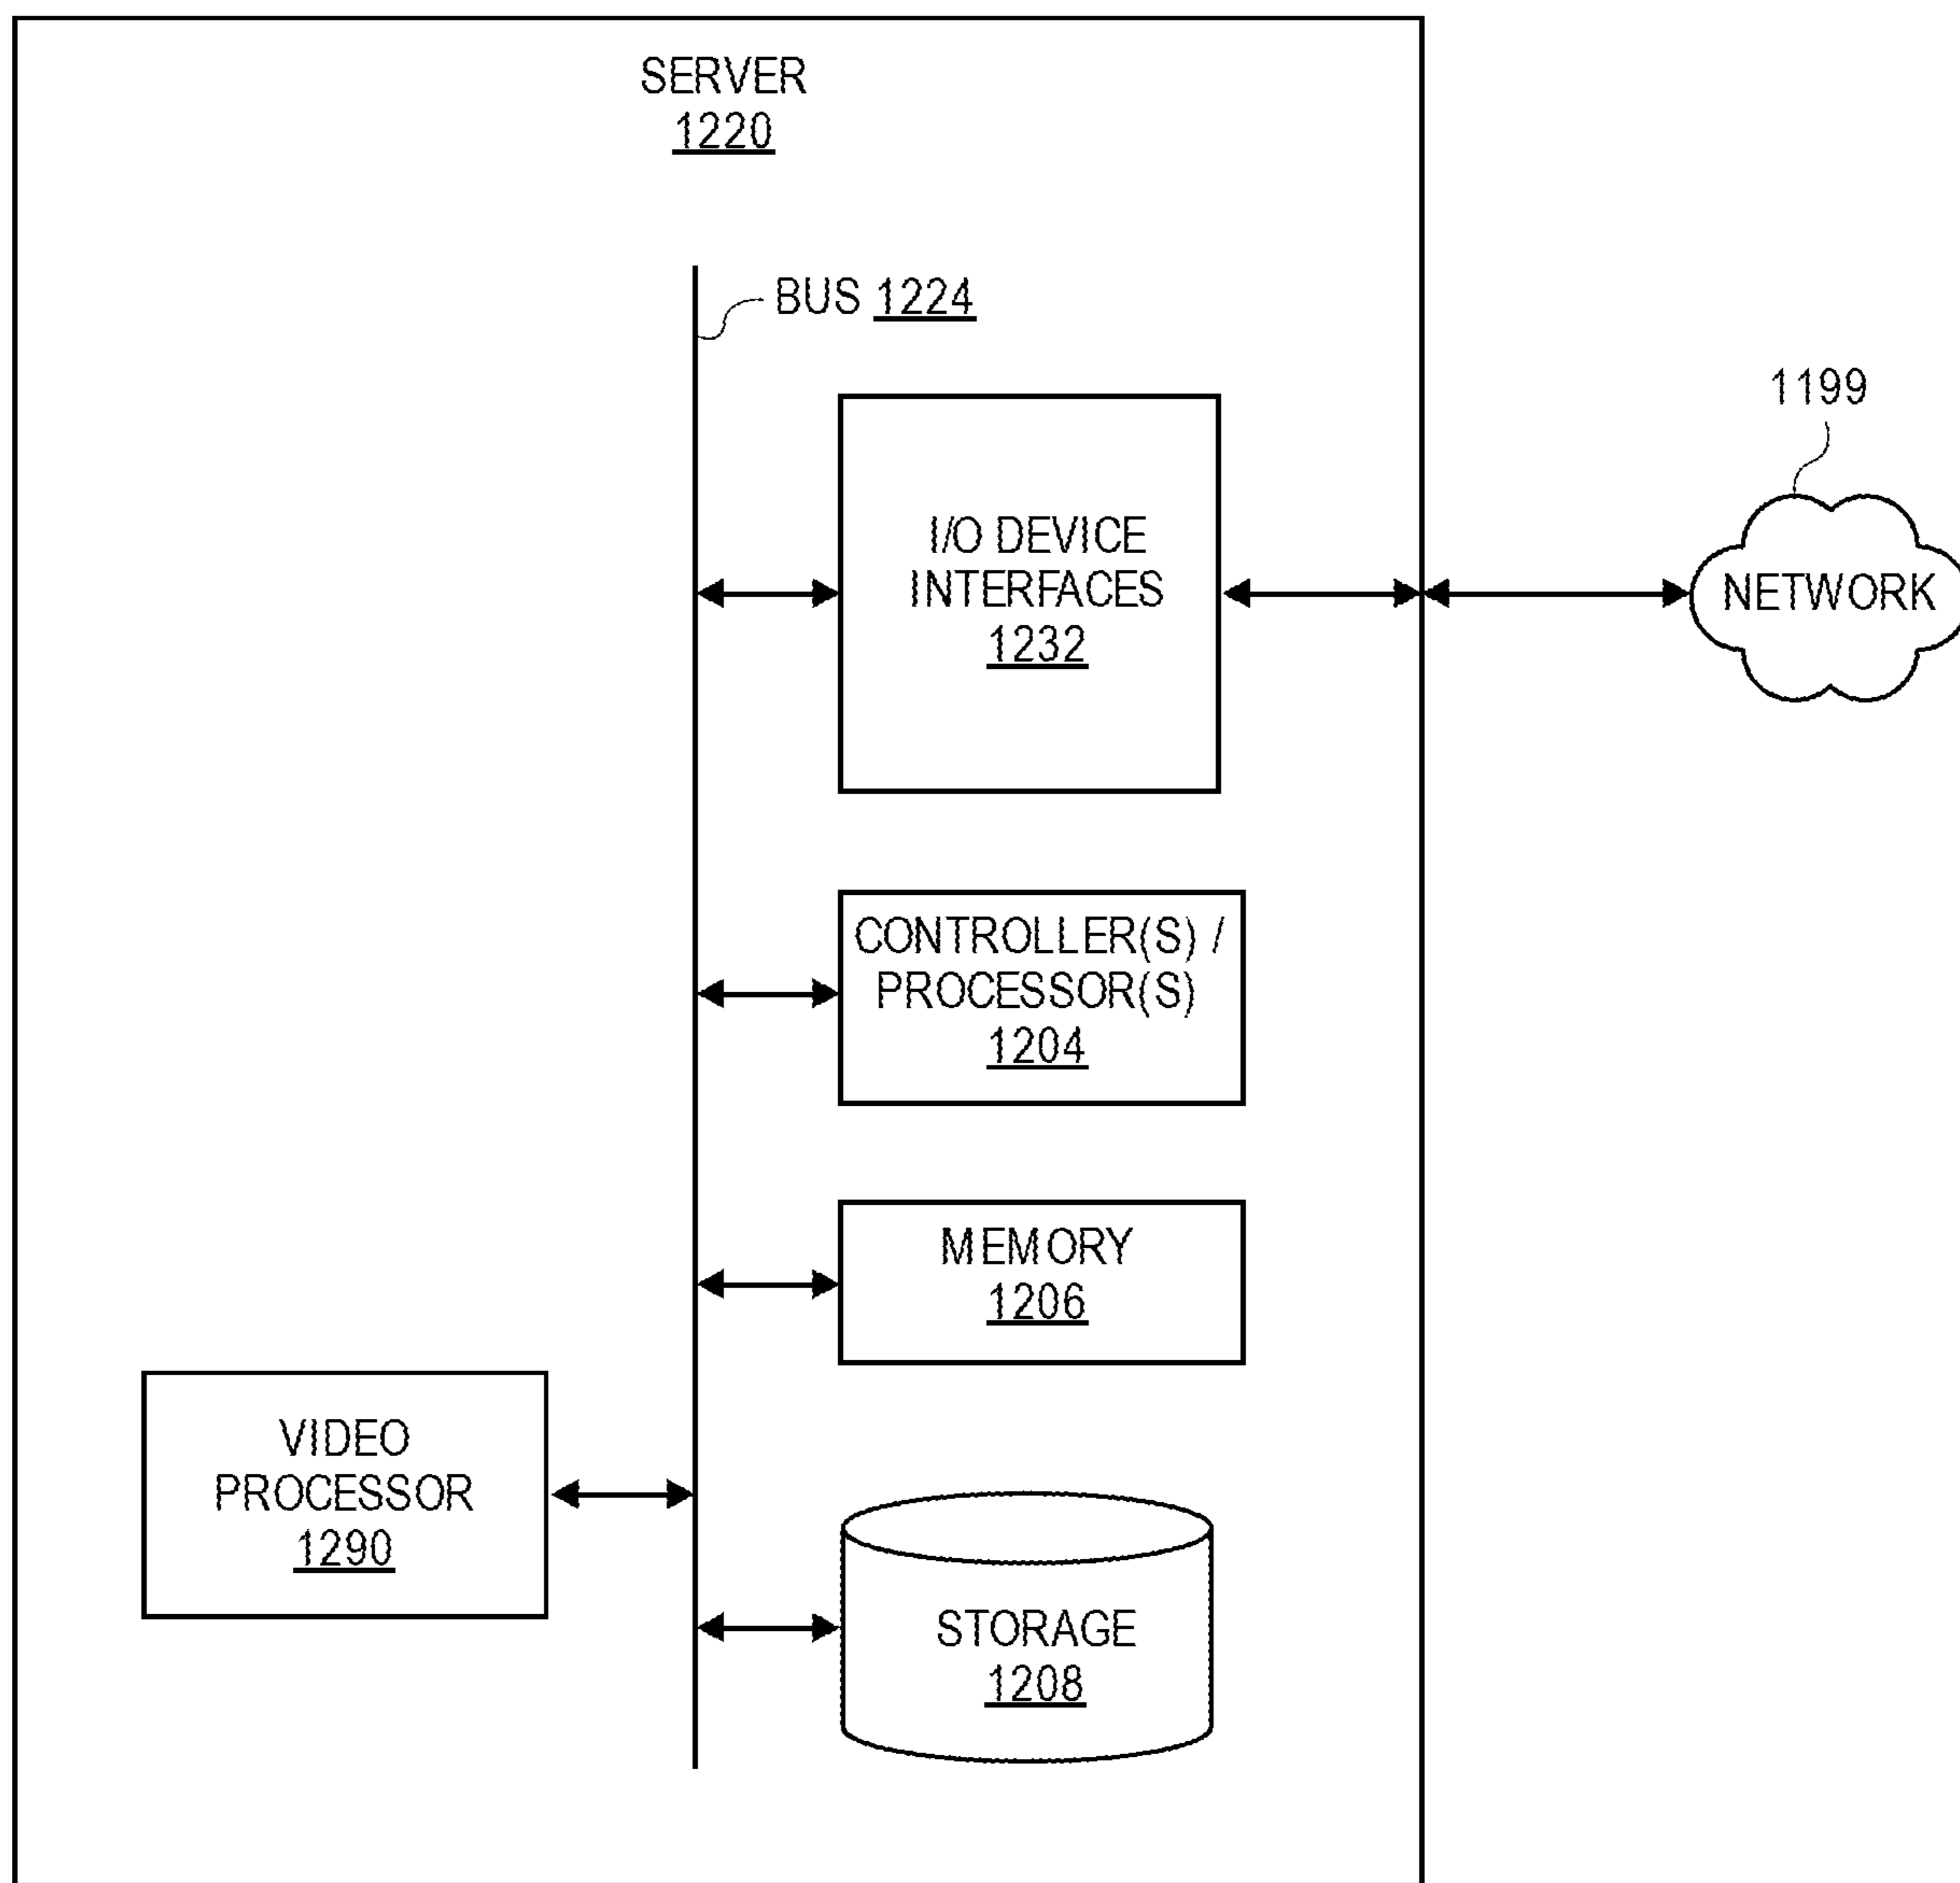 SERVER
1220
BUS 1224
1199
I/O DEVICE
INTERFACES
1232
NETWORK
CONTROLLER(S) /
PROCESSOR(S)
1204
MEMORY
1206
VIDEO
PROCESSOR
1290
STORAGE
1208